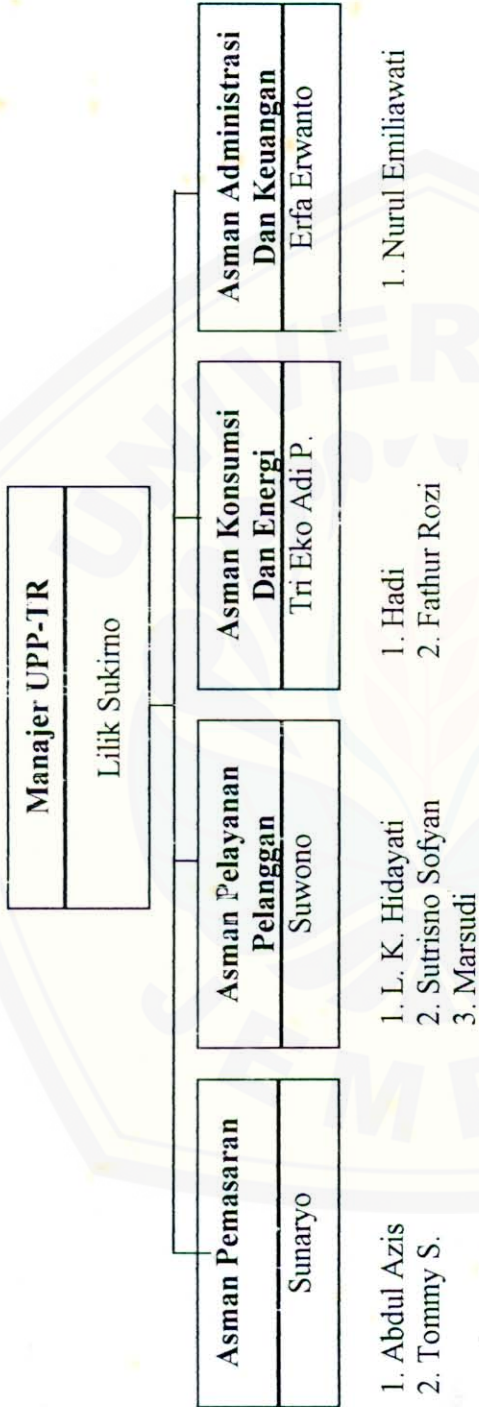 Manajer UPP-TR
Lilik Sukirno
Asman Pemasaran
Sunaryo
1. Abdul Azis
2. Tommy S.
Asman Pelayanan
Pelanggan
Suwono
1. L. K. Hidayati
2. Sutrisno Sofyan
3. Marsudi
Asman Konsumsi
Dan Energi
Tri Eko Adi P.
1. Hadi
2. Fathur Rozi
Asman Administrasi
Dan Keuangan
Erfa Erwanto
1. Nurul Emiliawati